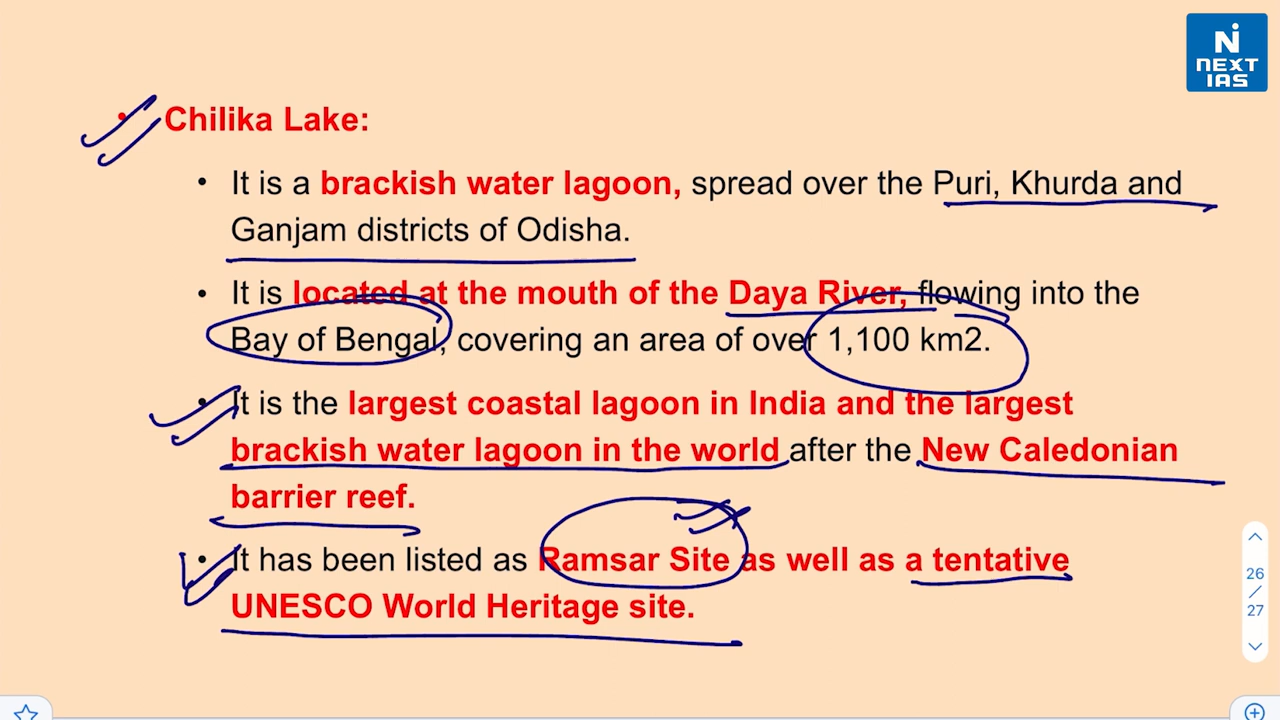 NEXT
IAS
• Chilika Lake:
• It is a brackish water lagoon, spread over the Puri, Khurda and
Ganjam districts of Odisha.
• It is located at the mouth of the Daya River, flowing into the
Bay of Bengal, covering an area of over 1,100 km2.
• It is the largest coastal lagoon in India and the largest
brackish water lagoon in the world after the New Caledonian
barrier reef.
• It has been listed as Ramsar Site as well as a tentative
UNESCO World Heritage site.
26
/
27